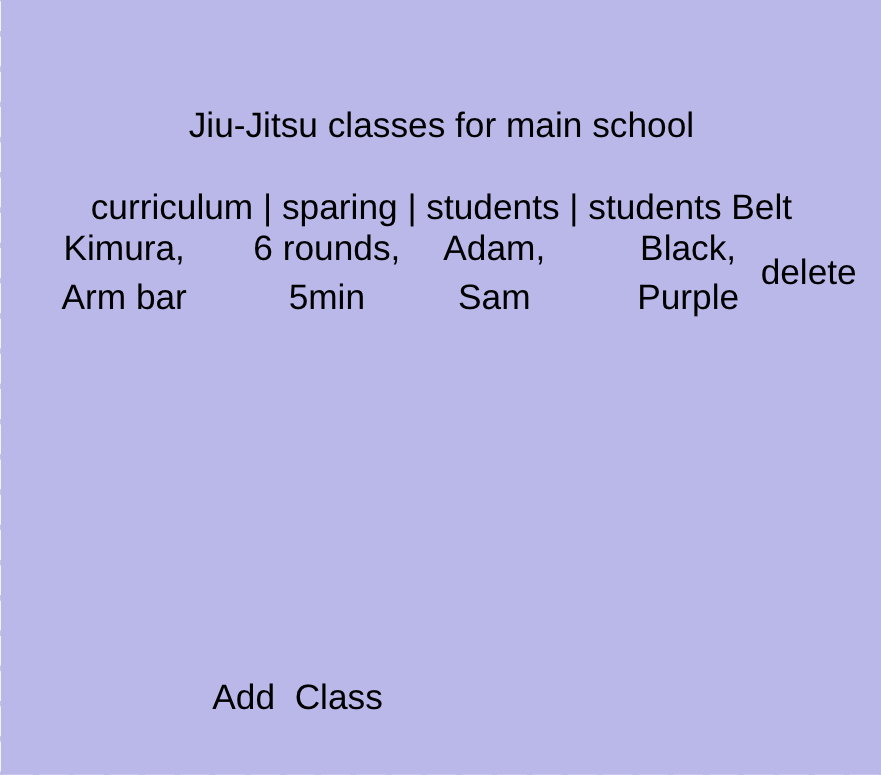 Jiu-Jitsu classes for main school
curriculum | sparing | students | students Belt
Kimura, 6 rounds, Adam, Black,
delete
Arm bar 5min Sam Purple
Add Class